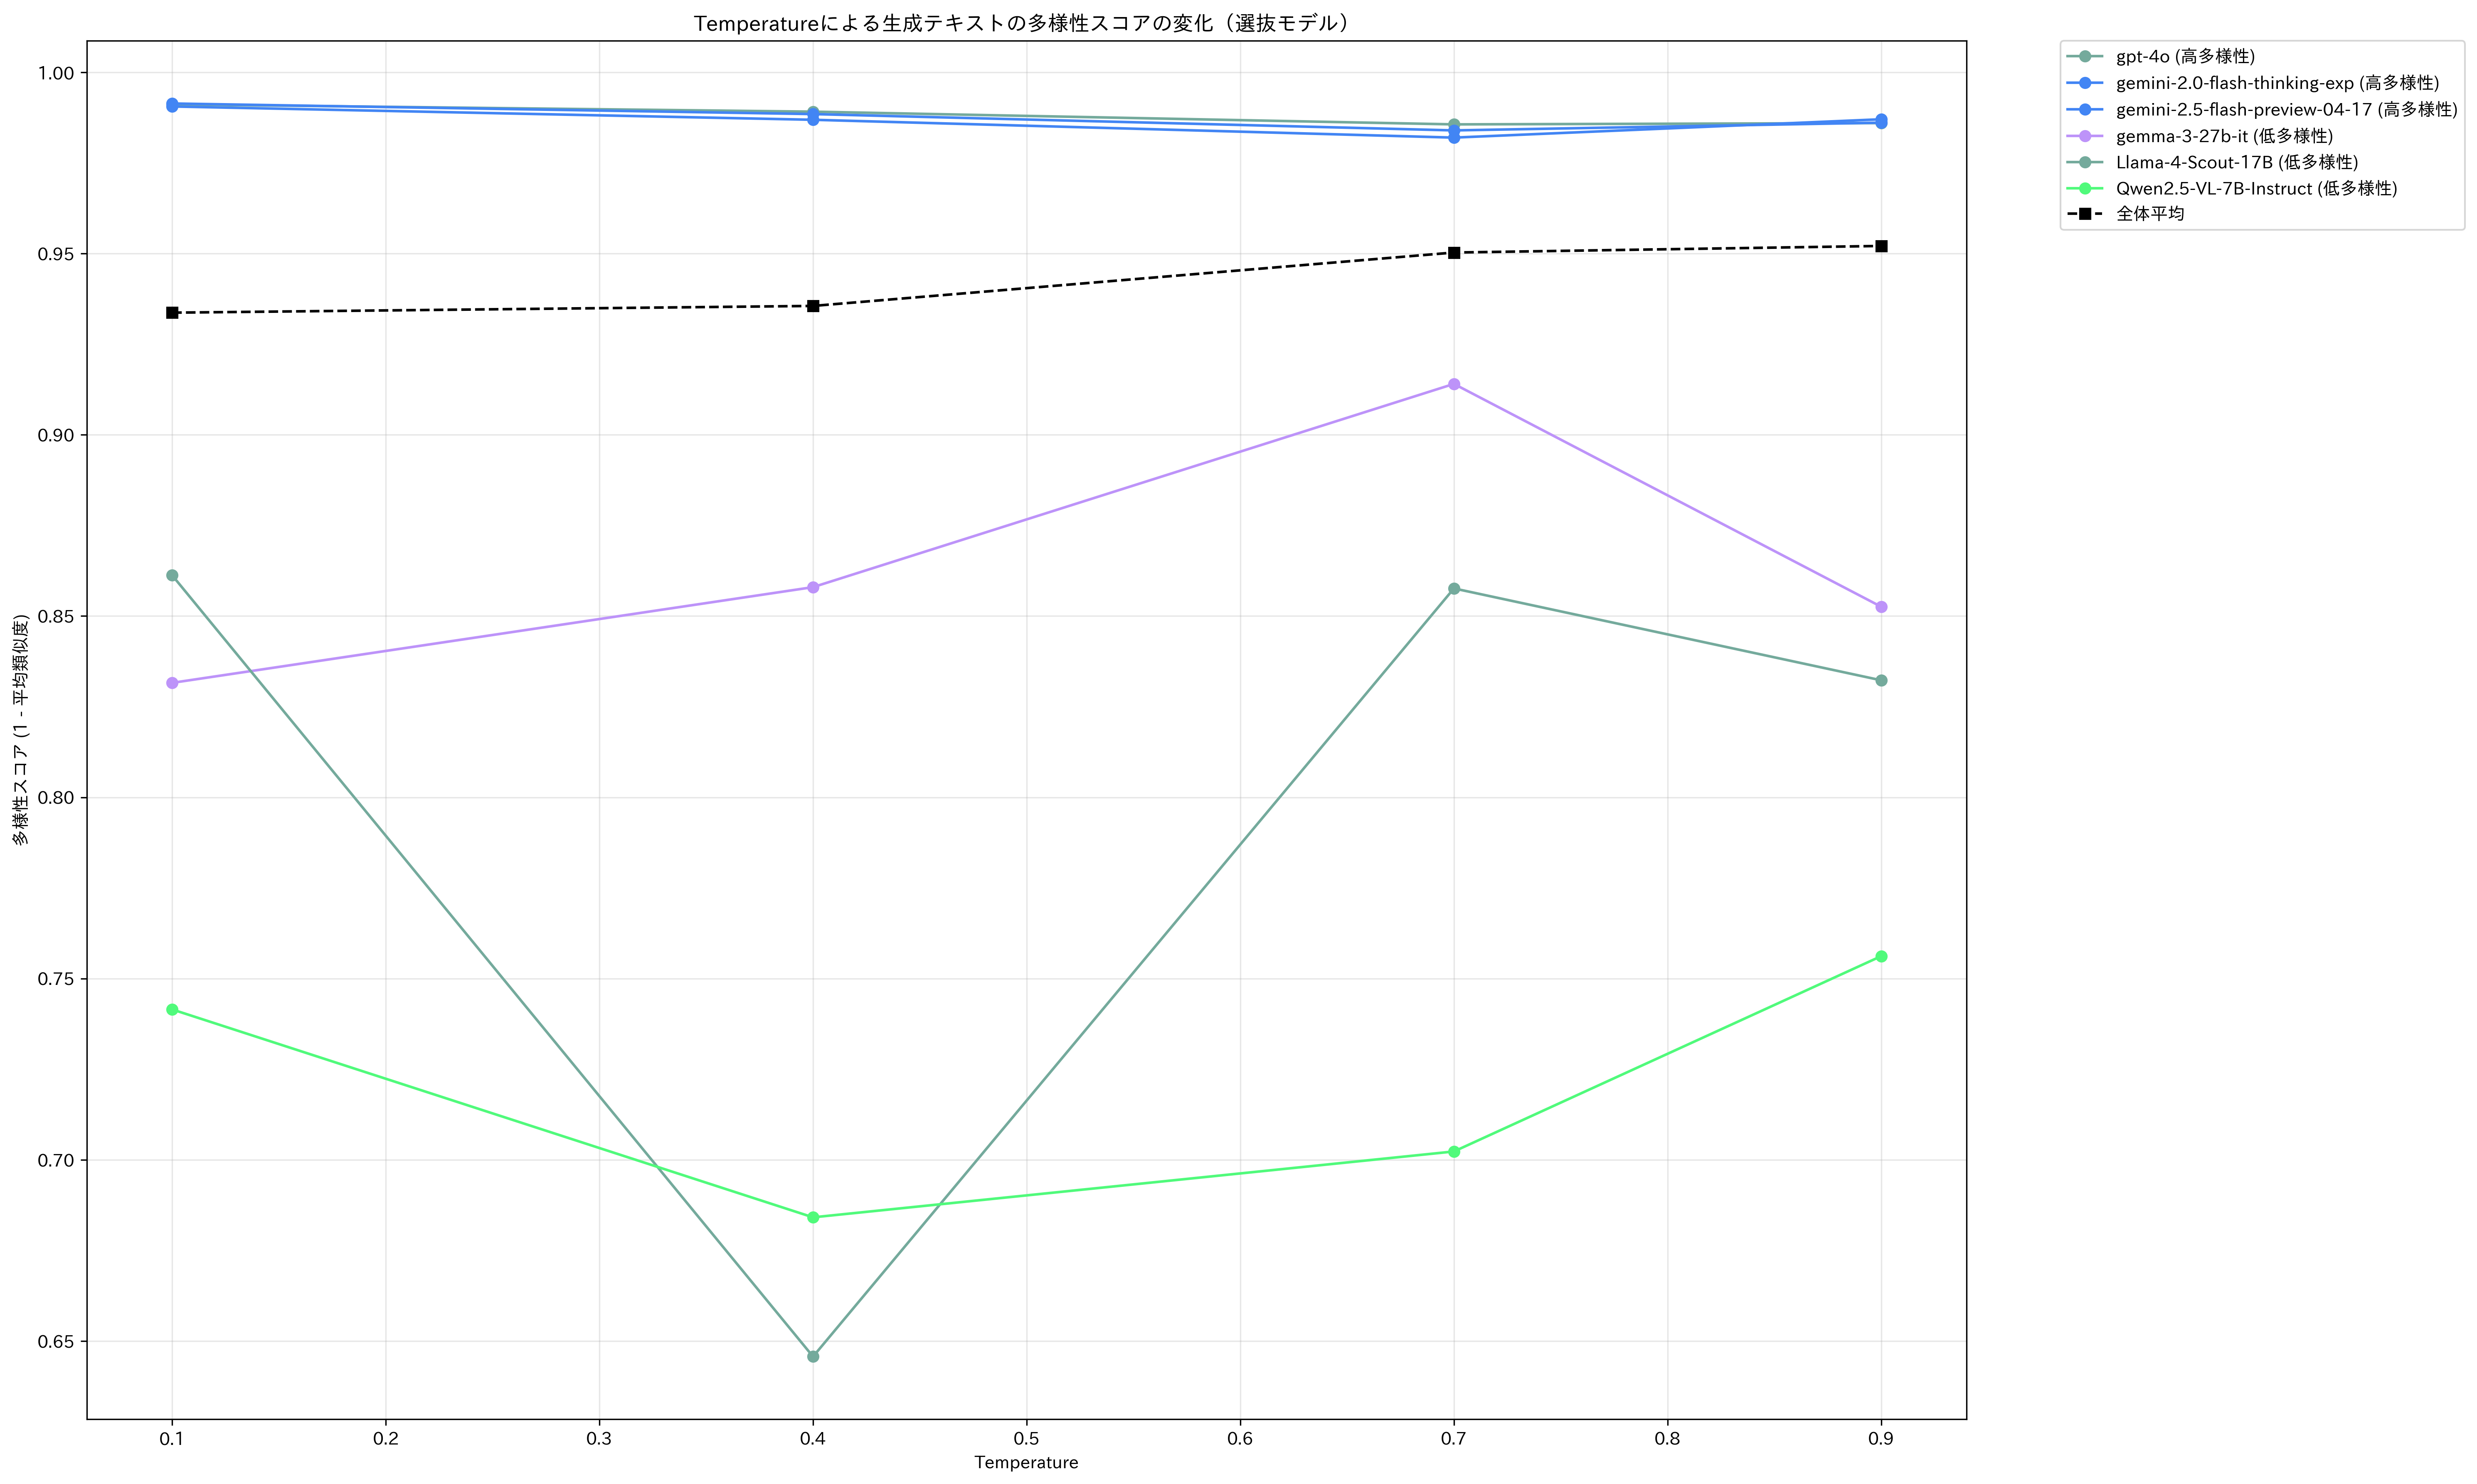 Temperatureによる生成テキストの多様性スコアの変化（選抜モデル）
gpt-4o (高多様性)
gemini-2.0-flash-thinking-exp (高多様性)
gemini-2.5-flash-preview-04-17 (高多様性)
gemma-3-27b-it (低多様性)
Llama-4-Scout-17B (低多様性)
Qwen2.5-VL-7B-Instruct (低多様性)
全体平均
多様性スコア (1 - 平均類似度)
1.00
0.95
0.90
0.85
0.80
0.75
0.70
0.65
0.1 0.2 0.3 0.4 0.5 0.6 0.7 0.8 0.9
Temperature